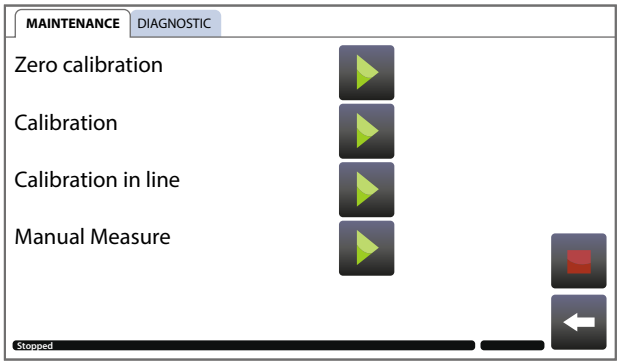 MAINTENANCE DIAGNOSTIC
Zero calibration
Calibration
Calibration in line
Manual Measure
Stopped